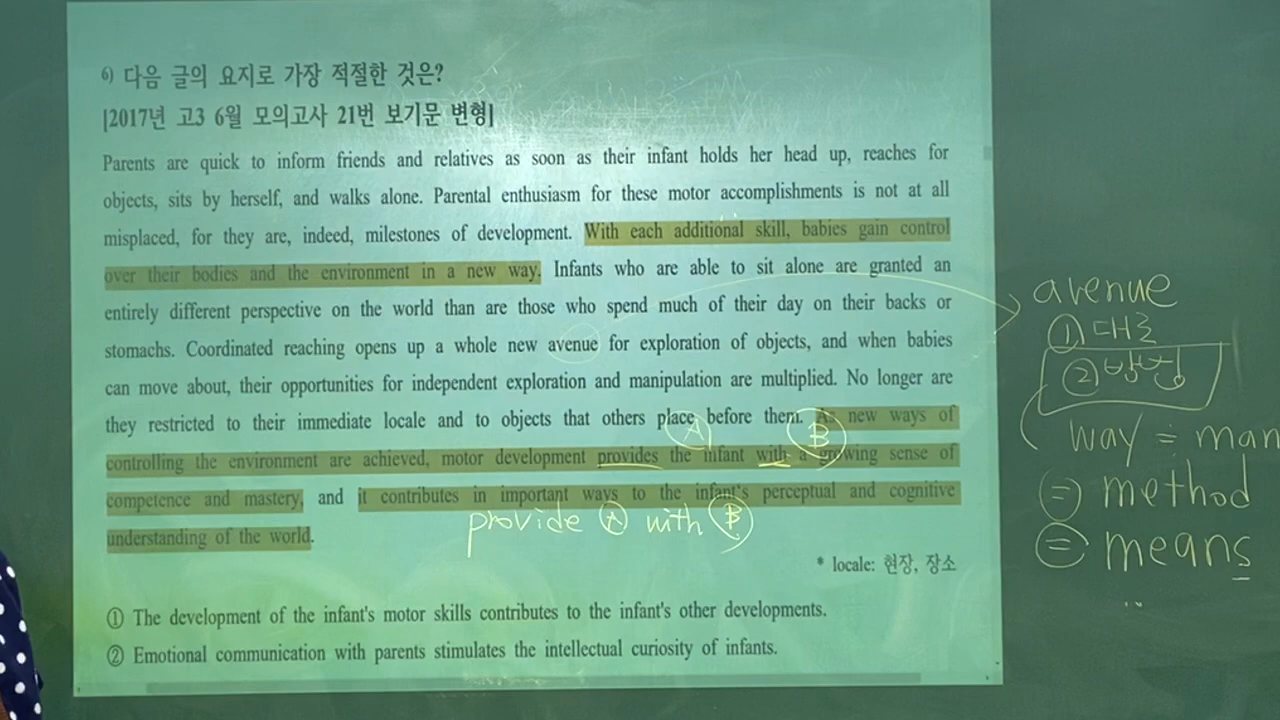 6) 다음 글의 요지로 가장 적절한 것은?
[2017년 고3 6월 모의고사 21번 보기문 변형]
Parents are quick to inform friends and relatives as soon as their infant holds her head up, reaches for
objects, sits by herself, and walks alone. Parental enthusiasm for these motor accomplishments is not at all
misplaced, for they are, indeed, milestones of development. With each additional skill, babies gain control
over their bodies and the environment in a new way. Infants who are able to sit alone are granted an
entirely different perspective on the world than are those who spend much of their day on their backs or
stomachs. Coordinated reaching opens up a whole new avenue for exploration of objects, and when babies
can move about, their opportunities for independent exploration and manipulation are multiplied. No longer are
they restricted to their immediate locale and to objects that others place before them. As new ways of
controlling the environment are achieved, motor development provides the infant with a growing sense of
competence and mastery, and it contributes in important ways to the infant's perceptual and cognitive
understanding of the world.
* locale: 현장, 장소
① The development of the infant's motor skills contributes to the infant's other developments.
② Emotional communication with parents stimulates the intellectual curiosity of infants.
Ⓐ Ⓑ
provide Ⓐ with Ⓑ
avenue
① 대로
② 방법
way = man
= method
= means